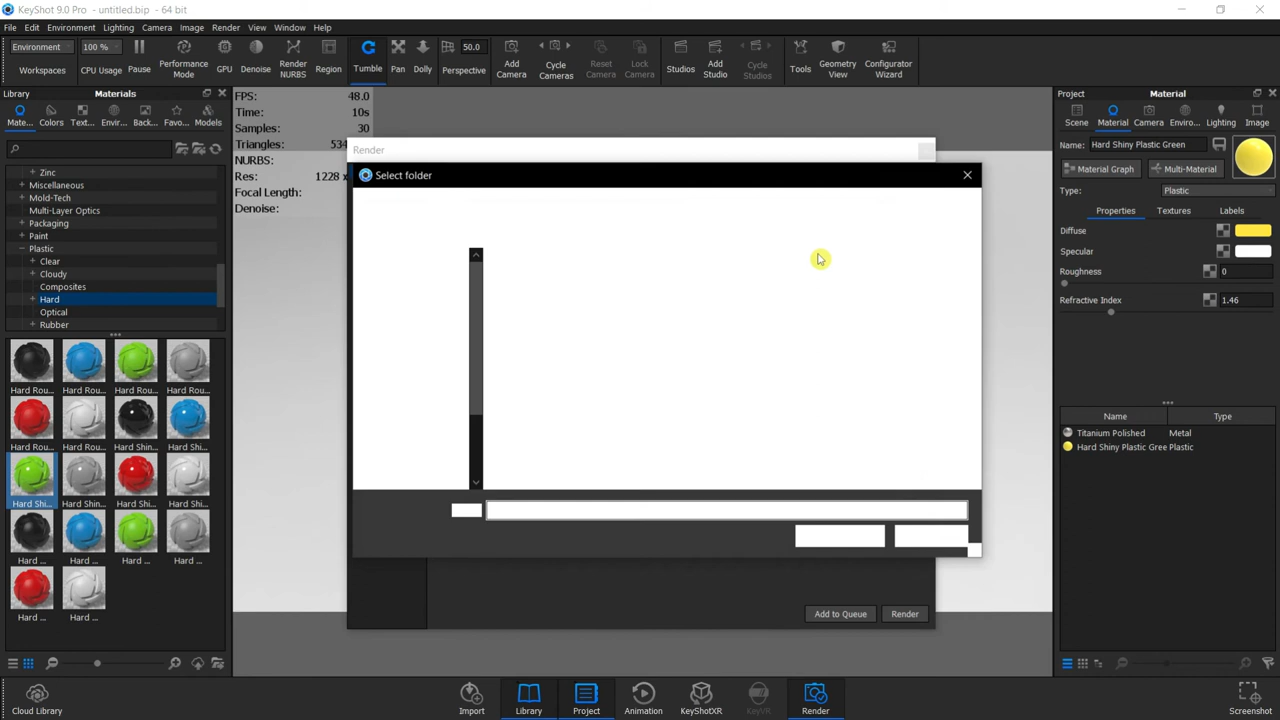 KeyShot 9.0 Pro - untitled.bip - 64 bit
File Edit Environment Lighting Camera Image Render View Window Help
Environment 100 % 50.0
Workspaces CPU Usage Pause Performance Mode GPU Denoise Render NURBS Region Tumble Pan Dolly Perspective Add Camera Cycle Cameras Reset Camera Lock Camera Studios Add Studio Cycle Studios Tools Geometry View Configurator Wizard
Library Materials
Mate... Colors Text... Envir... Back... Favo... Models
Zinc
Miscellaneous
Mold-Tech
Multi-Layer Optics
Packaging
Paint
Plastic
Clear
Cloudy
Composites
Hard
Optical
Rubber
Hard Rou... Hard Rou... Hard Rou... Hard Rou...
Hard Rou... Hard Rou... Hard Shin... Hard Shi...
Hard Shi... Hard Shin... Hard Shi... Hard Shi...
Hard ... Hard ... Hard ... Hard ...
Hard ... Hard ...
FPS: 48.0
Time: 10s
Samples: 30
Triangles: 534
NURBS:
Res: 1228 x
Focal Length:
Denoise:
Render
Select folder
Add to Queue Render
Project Material
Scene Material Camera Enviro... Lighting Image
Name: Hard Shiny Plastic Green
Material Graph Multi-Material
Type: Plastic
Properties Textures Labels
Diffuse
Specular
Roughness 0
Refractive Index 1.46
Name Type
Titanium Polished Metal
Hard Shiny Plastic Gree Plastic
Cloud Library Import Library Project Animation KeyShotXR KeyVR Render Screenshot